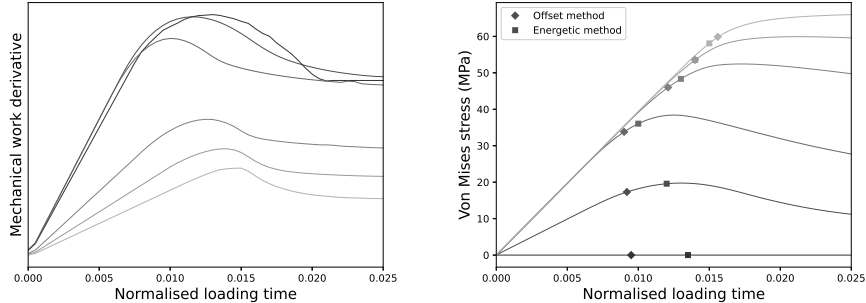 Mechanical work derivative
0.000 0.005 0.010 0.015 0.020 0.025
Normalised loading time
Von Mises stress (MPa)
60
50
40
30
20
10
0
Offset method
Energetic method
0.000 0.005 0.010 0.015 0.020 0.025
Normalised loading time